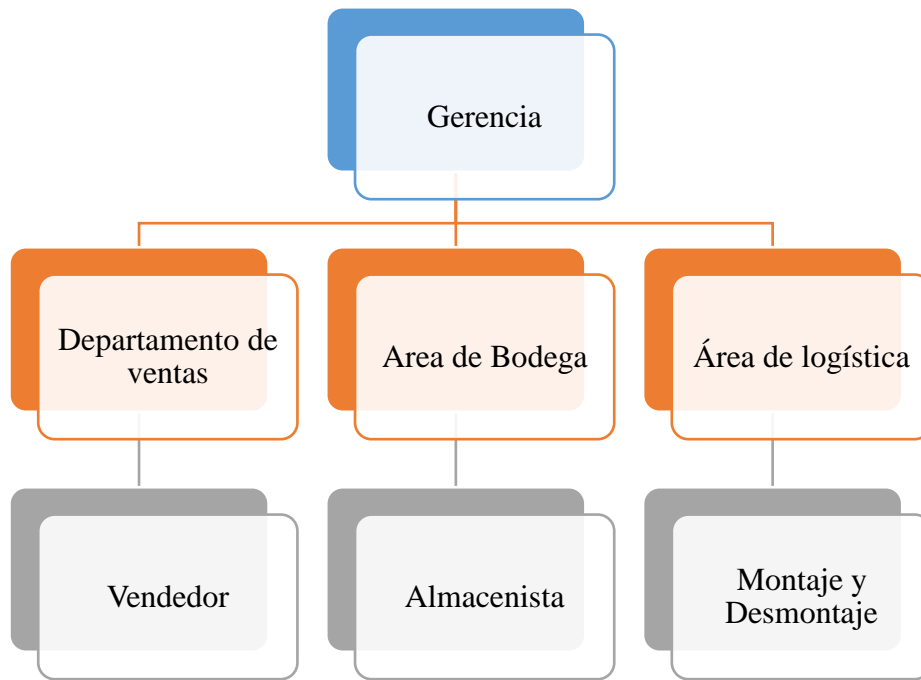 Gerencia
Departamento de
ventas
Area de Bodega
Área de logística
Vendedor
Almacenista
Montaje y
Desmontaje